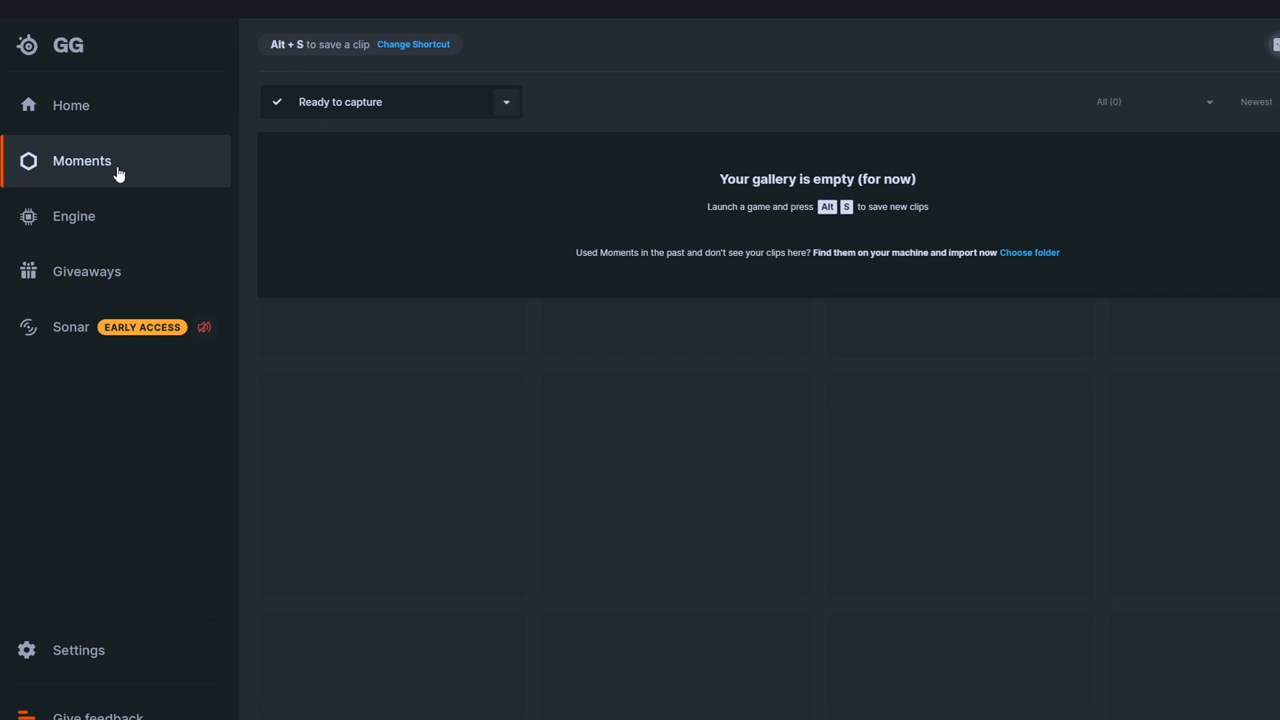 GG
Alt + S to save a clip Change Shortcut
Home
Ready to capture
All (0)
Newest
Moments
Your gallery is empty (for now)
Launch a game and press Alt S to save new clips
Engine
Used Moments in the past and don't see your clips here? Find them on your machine and import now Choose folder
Giveaways
Sonar EARLY ACCESS
Settings
Give feedback